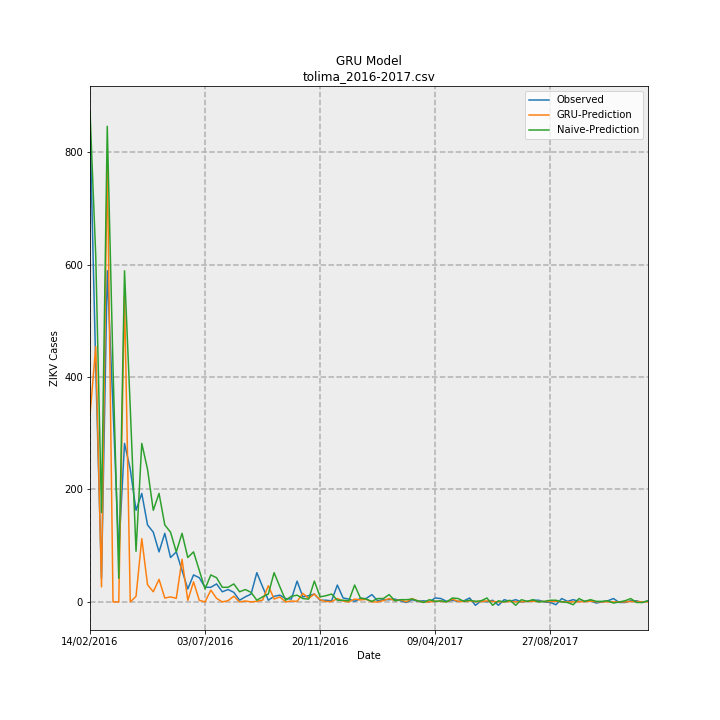 GRU Model
tolima_2016-2017.csv
Observed
GRU-Prediction
Naive-Prediction
800
600
400
200
0
ZIKV Cases
14/02/2016
03/07/2016
20/11/2016
09/04/2017
27/08/2017
Date